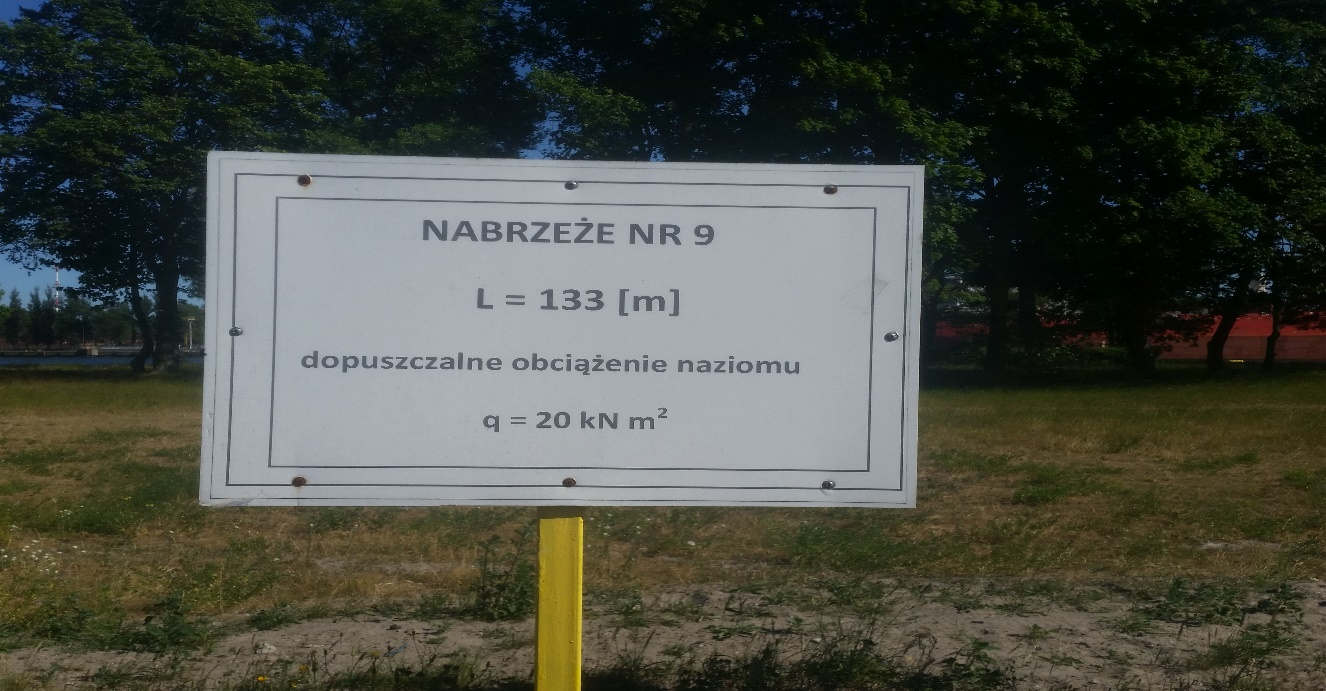 NABRZEŻE NR 9
L = 133 [m]
dopuszczalne obciążenie naziomu
q = 20 kN m²